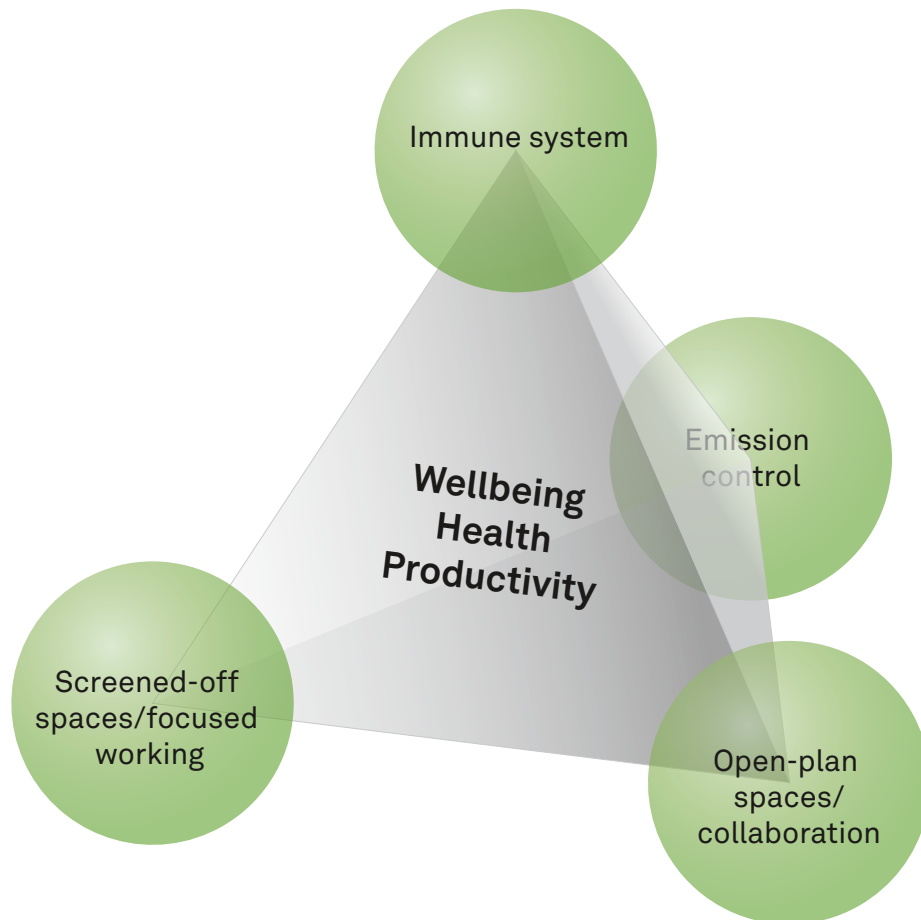 Immune system
Emission
control
Wellbeing
Health
Productivity
Screened-off
spaces/focused
working
Open-plan
spaces/
collaboration